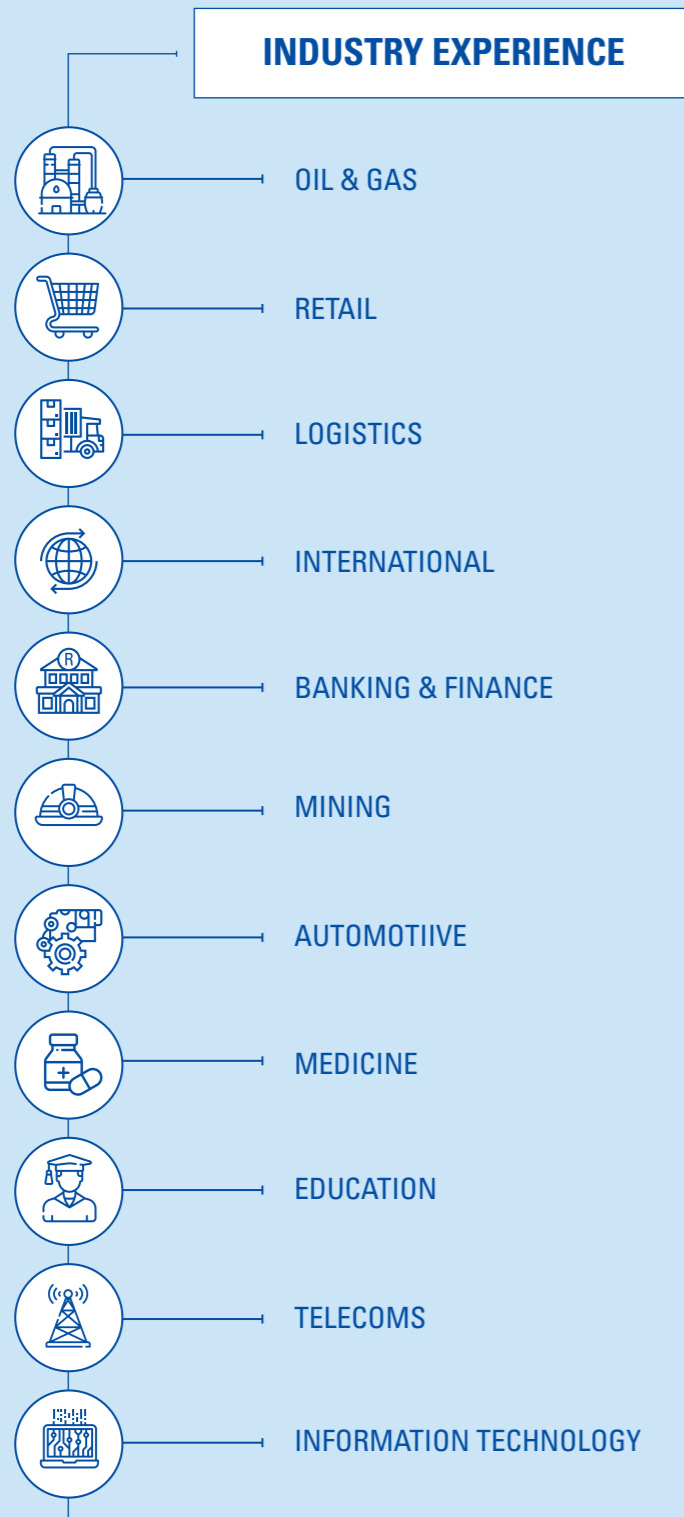 INDUSTRY EXPERIENCE
OIL & GAS
RETAIL
LOGISTICS
INTERNATIONAL
R
BANKING & FINANCE
MINING
AUTOMOTIIVE
MEDICINE
EDUCATION
TELECOMS
INFORMATION TECHNOLOGY